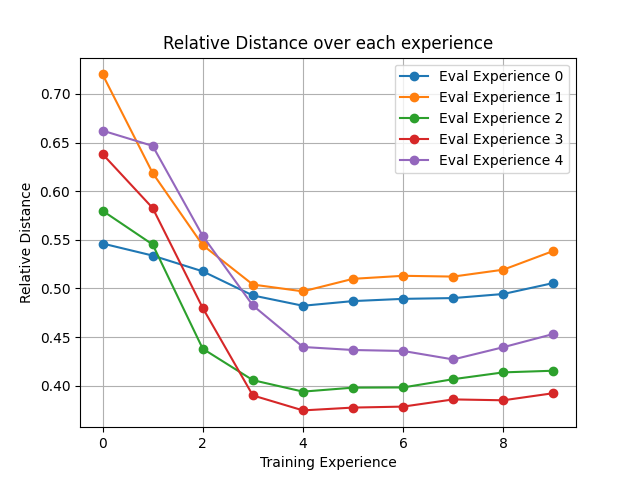 Relative Distance over each experience
Eval Experience 0
Eval Experience 1
Eval Experience 2
Eval Experience 3
Eval Experience 4
Relative Distance
0.70
0.65
0.60
0.55
0.50
0.45
0.40
0 2 4 6 8
Training Experience